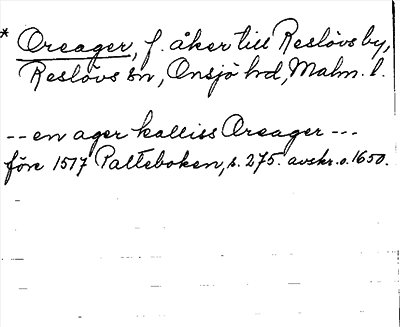 * Oreager, f. åker till Reslövs by,
Reslövs sn, Onsjö hd, Malm. l.
-- en ager kalliss Oreager ---
före 1517 Palteboken, s. 275. avskr. o. 1650.